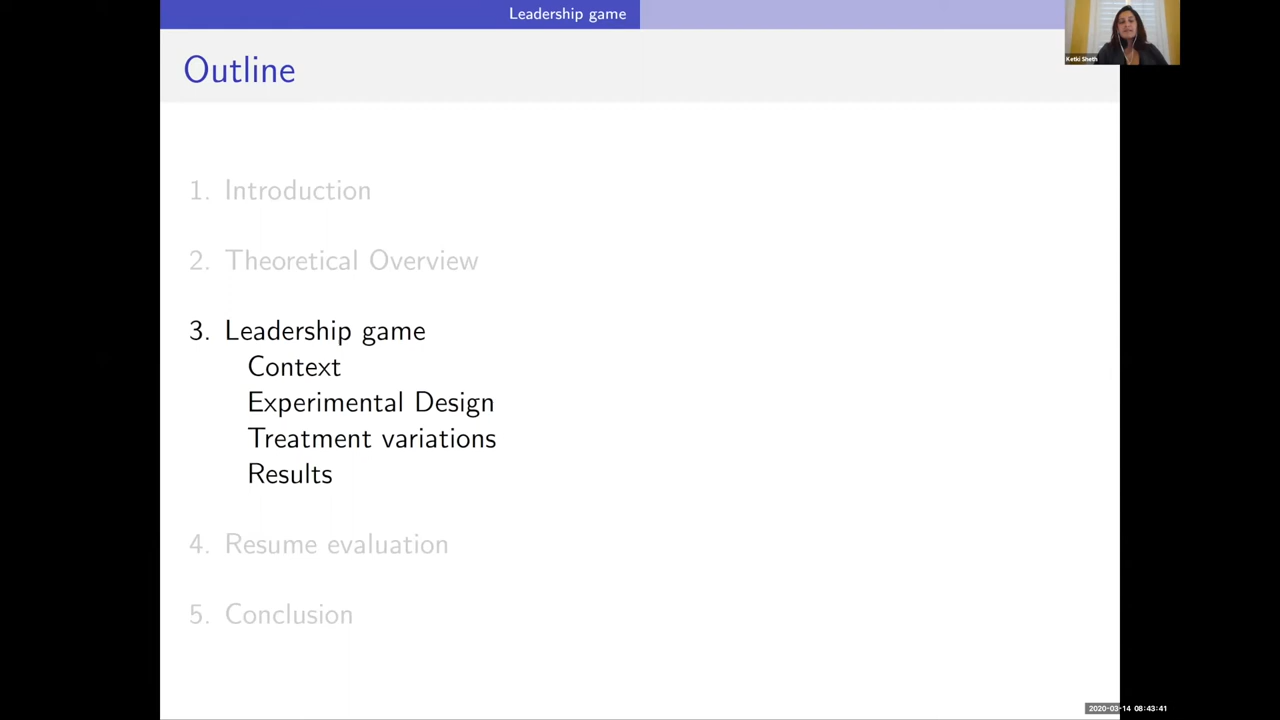 Leadership game
Ketki Sheth
Outline
1. Introduction
2. Theoretical Overview
3. Leadership game
Context
Experimental Design
Treatment variations
Results
4. Resume evaluation
5. Conclusion
2020-03-14 08:43:41